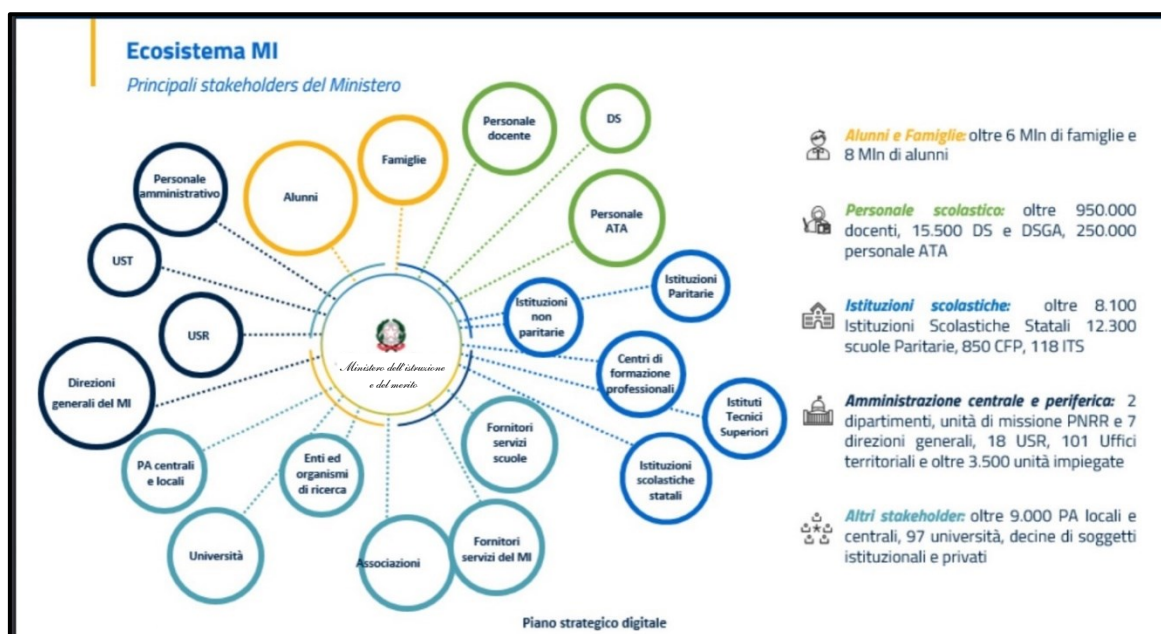 Ecosistema MI
Principali stakeholders del Ministero
Personale
docente
DS
Famiglie
Personale
amministrativo
Alunni
Personale
ATA
UST
Istituzioni
Paritarie
Istituzioni
non
paritarie
USR
Ministero dell'istruzione
e del merito
Centri di
formazione
professionali
Direzioni
generali del MI
Istituti
Tecnici
Superiori
Fornitori
servizi
scuole
PA centrali
e locali
Enti ed
organismi
di ricerca
Istituzioni
scolastiche
statali
Università
Associazioni
Fornitori
servizi del MI
Alunni e Famiglie: oltre 6 Mln di famiglie e
8 Mln di alunni
Personale scolastico: oltre 950.000
docenti, 15.500 DS e DSGA, 250.000
personale ATA
Istituzioni scolastiche: oltre 8.100
Istituzioni Scolastiche Statali 12.300
scuole Paritarie, 850 CFP, 118 ITS
Amministrazione centrale e periferica: 2
dipartimenti, unità di missione PNRR e 7
direzioni generali, 18 USR, 101 Uffici
territoriali e oltre 3.500 unità impiegate
Altri stakeholder: oltre 9.000 PA locali e
centrali, 97 università, decine di soggetti
istituzionali e privati
Piano strategico digitale